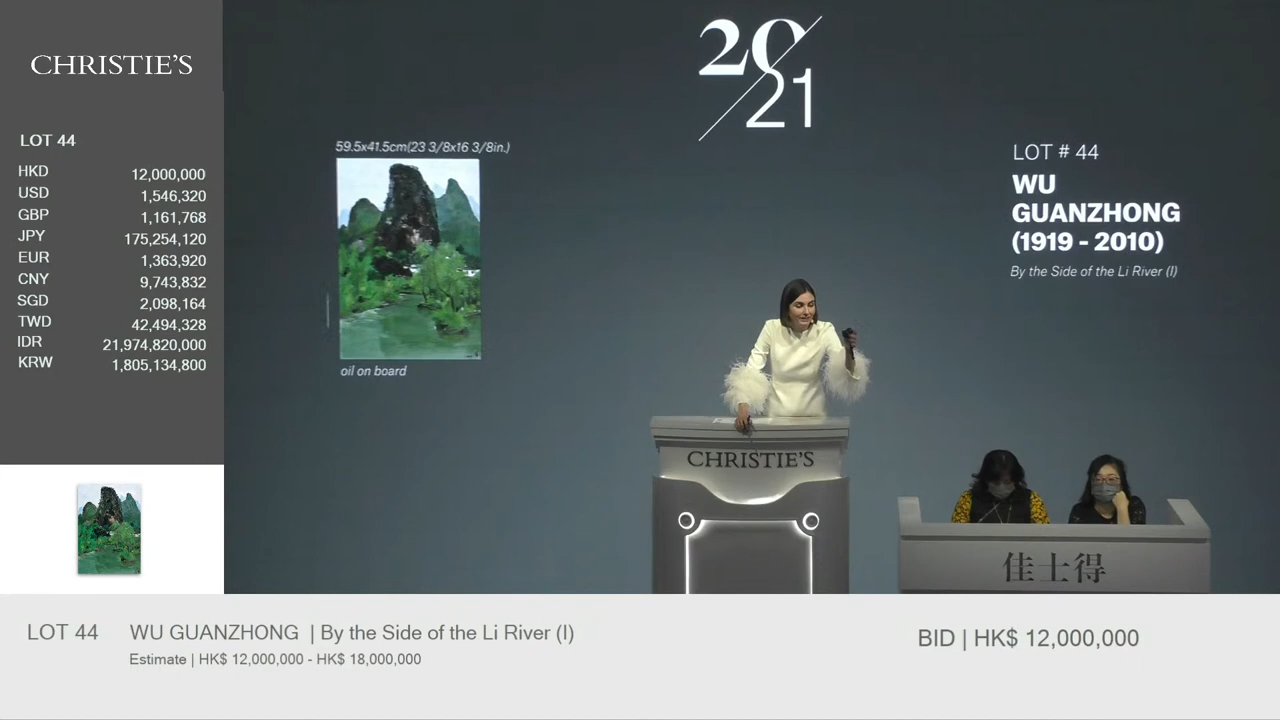 CHRISTIE'S
LOT 44
HKD 12,000,000
USD 1,546,320
GBP 1,161,768
JPY 175,254,120
EUR 1,363,920
CNY 9,743,832
SGD 2,098,164
TWD 42,494,328
IDR 21,974,820,000
KRW 1,805,134,800
20
21
59.5x41.5cm(23 3/8x16 3/8in.)
oil on board
LOT # 44
WU
GUANZHONG
(1919 - 2010)
By the Side of the Li River (I)
CHRISTIE'S
佳士得
LOT 44 WU GUANZHONG | By the Side of the Li River (I)
Estimate | HK$ 12,000,000 - HK$ 18,000,000
BID | HK$ 12,000,000